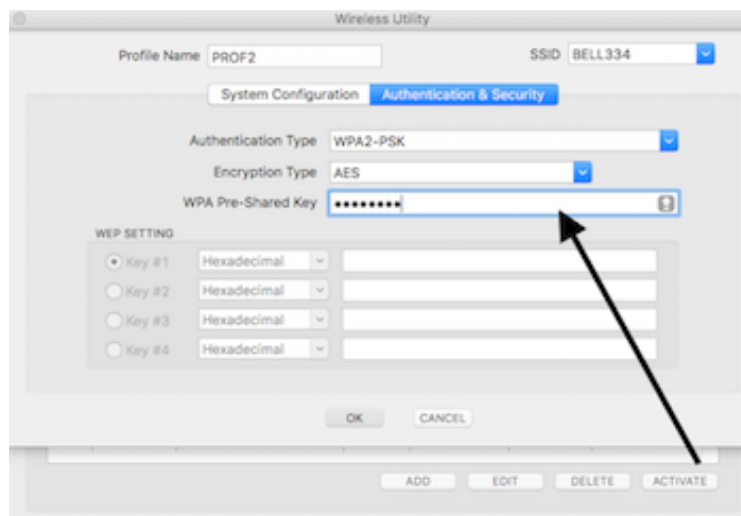 Wireless Utility
Profile Name PROF2 SSID BELL334
System Configuration Authentication & Security
Authentication Type WPA2-PSK
Encryption Type AES
WPA Pre-Shared Key ••••••••
WEP SETTING
Key #1 Hexadecimal
Key #2 Hexadecimal
Key #3 Hexadecimal
Key #4 Hexadecimal
OK CANCEL
ADD EDIT DELETE ACTIVATE